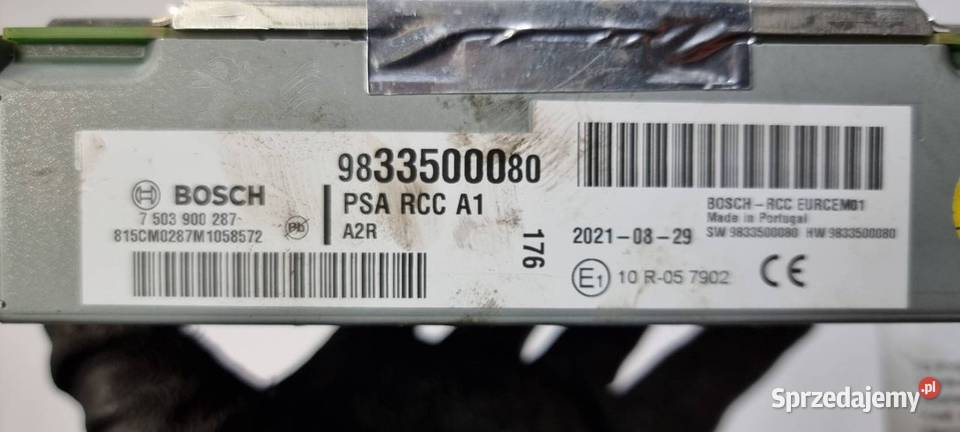 BOSCH
7 503 900 287-
815CM0287M1058572
Pb
9833500080
PSA RCC A1
A2R
176
BOSCH-RCC EURCEM01
Made in Portugal
SW 9833500080 HW 9833500080
2021-08-29
E1 10 R-05 7902 CE
Sprzedajemy.pl